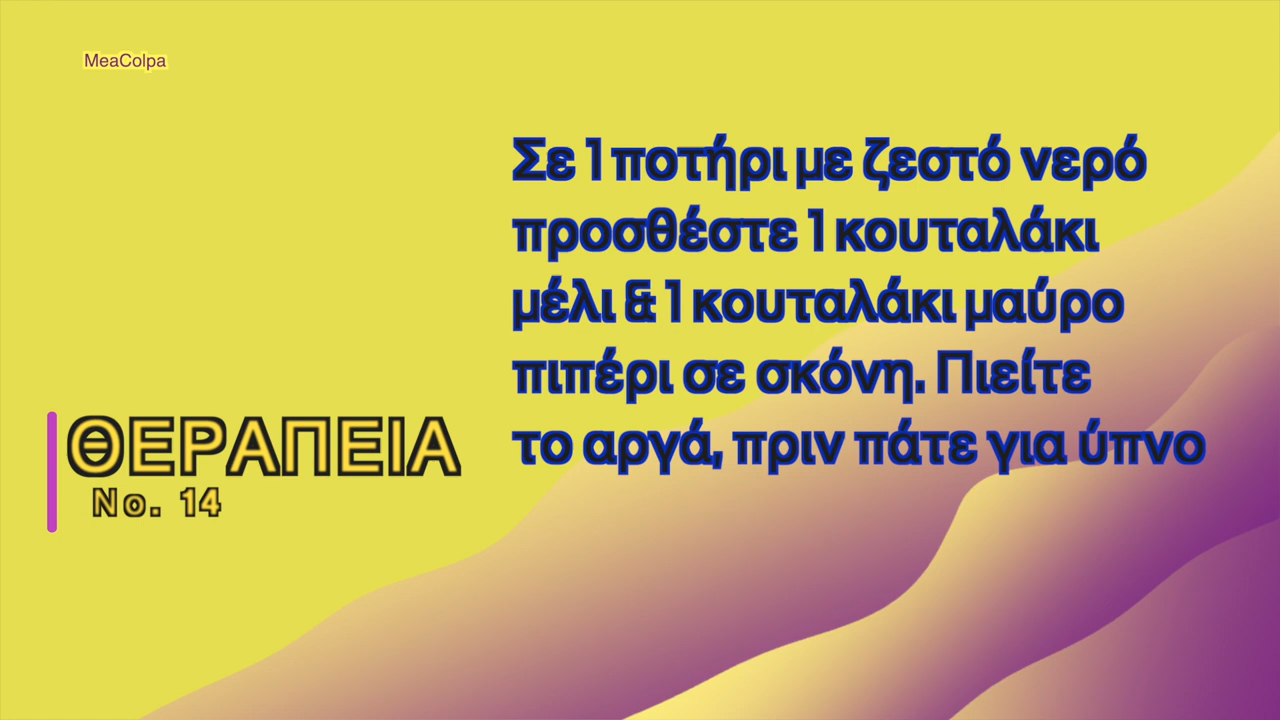 MeaColpa
Σε 1 ποτήρι με ζεστό νερό
προσθέστε 1 κουταλάκι
μέλι & 1 κουταλάκι μαύρο
πιπέρι σε σκόνη. Πιείτε
το αργά, πριν πάτε για ύπνο
ΘΕΡΑΠΕΙΑ
No. 14